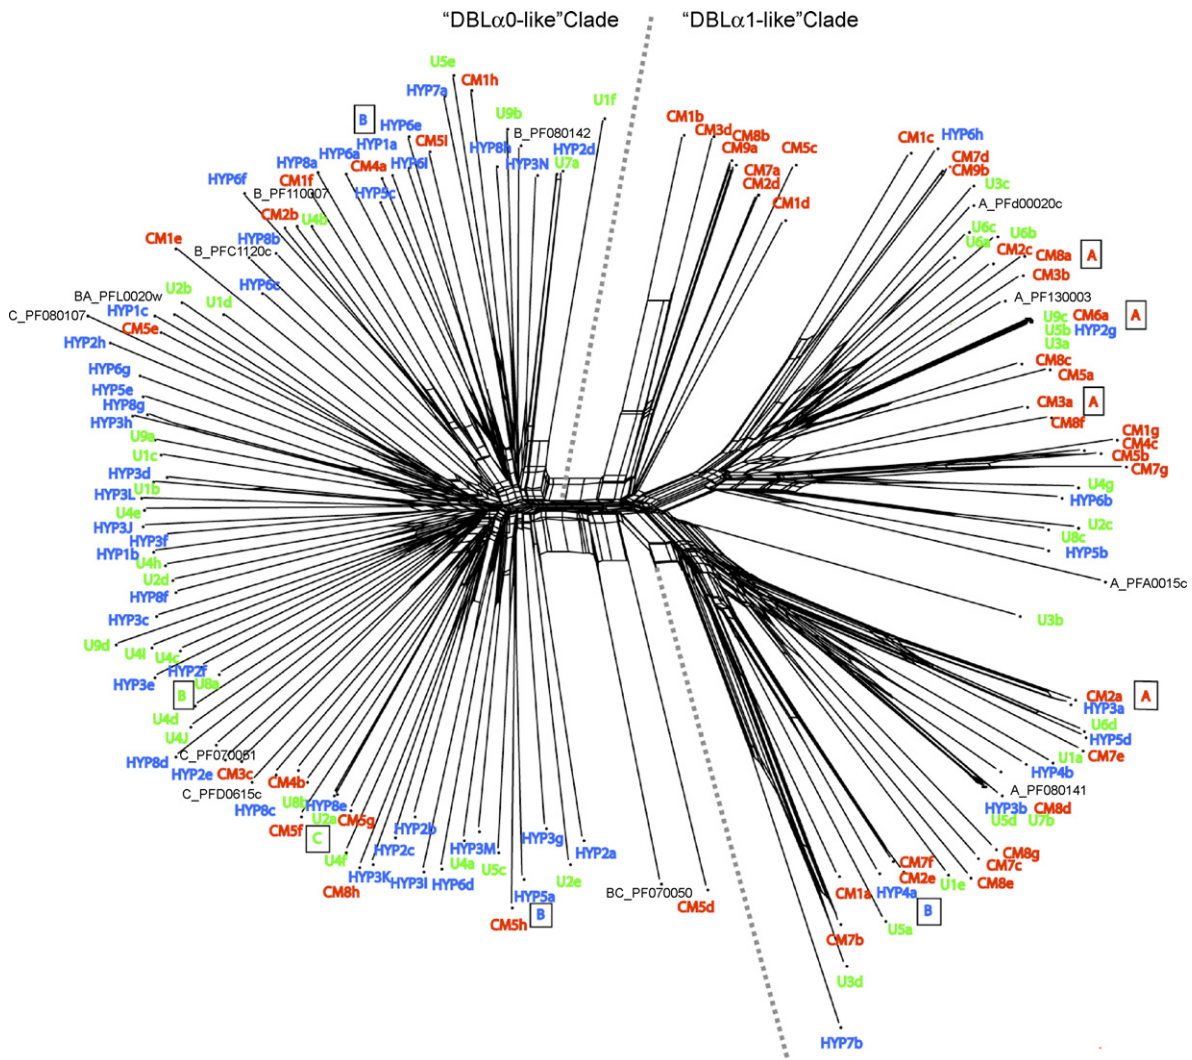 “DBLα0-like”Clade
“DBLα1-like”Clade
U5e
CM1h
HYP7a
U1f
U9b
B
HYP6e
B_PF080142
HYP1a
CM5I
HYP8h
HYP2d
HYP6a
HYP3N
U7a
HYP8a
CM4a
HYP6I
HYP6f
CM1f
B_PF110007
HYP5c
CM2b
U4b
CM1e
HYP8b
B_PFC1120c
HYP6c
U2b
BA_PFL0020w
U1d
C_PF080107
HYP1c
CM5e
HYP2h
HYP6g
HYP5e
HYP8g
HYP3h
U9a
U1c
HYP3d
HYP3L
U1b
U4e
HYP3J
HYP3f
HYP1b
U4h
U2d
HYP8f
HYP3c
U9d
U4I
U4c
HYP2f
HYP3e
U8a
B
U4d
U4J
C_PF070051
HYP8d
HYP2e
CM3c
CM4b
C_PFD0615c
HYP8c
U8b
HYP8e
U2a
CM5g
CM5f
C
U4f
HYP2b
HYP2c
HYP3K
CM8h
HYP3I
HYP3M
U4a
HYP6d
U5c
HYP3g
HYP2a
U2e
HYP5a
CM5h
B
BC_PF070050
CM5d
CM1b
CM3d
CM8b
CM9a
CM5c
CM7a
CM2d
CM1d
CM1c
HYP6h
CM7d
CM9b
U3c
A_PFd00020c
U6c
U6b
U6a
CM2c
CM8a
A
CM3b
A_PF130003
U9c
CM6a
A
U5b
HYP2g
U3a
CM8c
CM5a
CM3a
A
CM8f
CM1g
CM4c
CM5b
CM7g
U4g
HYP6b
U2c
U8c
HYP5b
A_PFA0015c
U3b
CM2a
A
HYP3a
U6d
HYP5d
U1a
CM7e
HYP4b
A_PF080141
HYP3b
CM8d
U5d
U7b
CM8g
CM7f
CM7c
CM2e
U1e
CM8e
CM1a
HYP4a
B
U5a
CM7b
U3d
HYP7b